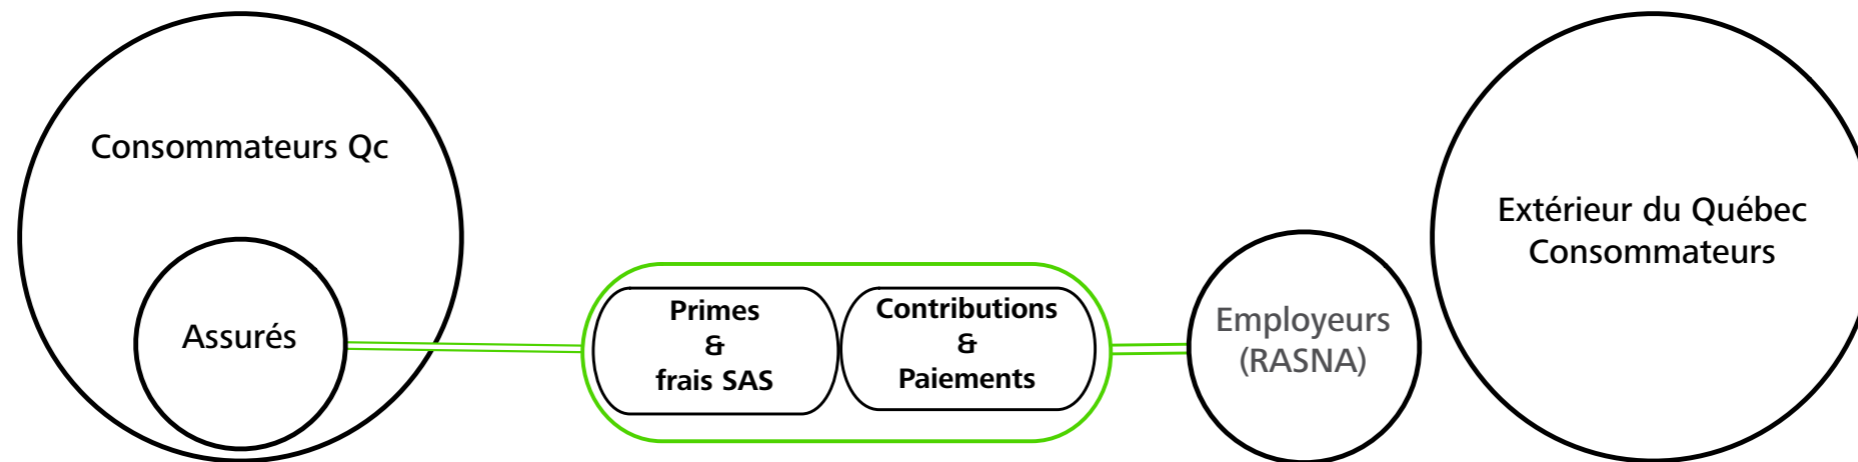 Consommateurs Qc
Assurés
Primes
&
frais SAS
Contributions
&
Paiements
Employeurs
(RASNA)
Extérieur du Québec
Consommateurs